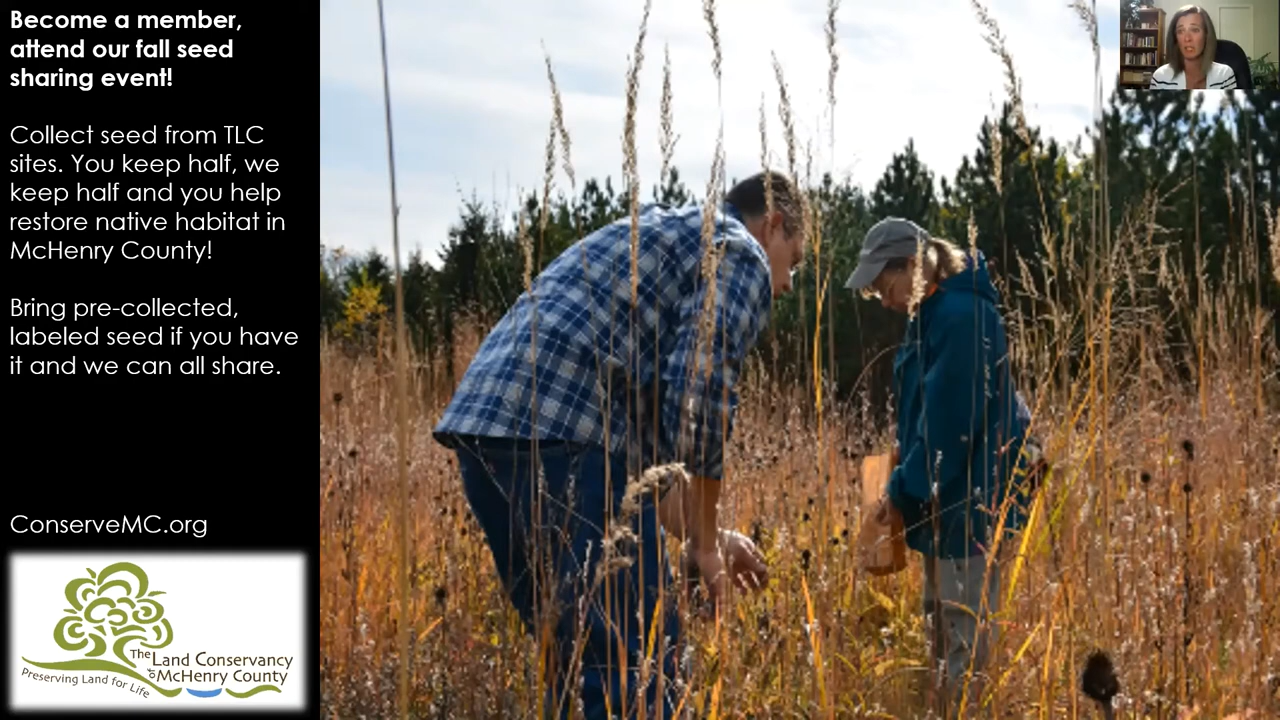 Become a member,
attend our fall seed
sharing event!
Collect seed from TLC
sites. You keep half, we
keep half and you help
restore native habitat in
McHenry County!
Bring pre-collected,
labeled seed if you have
it and we can all share.
ConserveMC.org
The Land Conservancy
of McHenry County
Preserving Land for Life